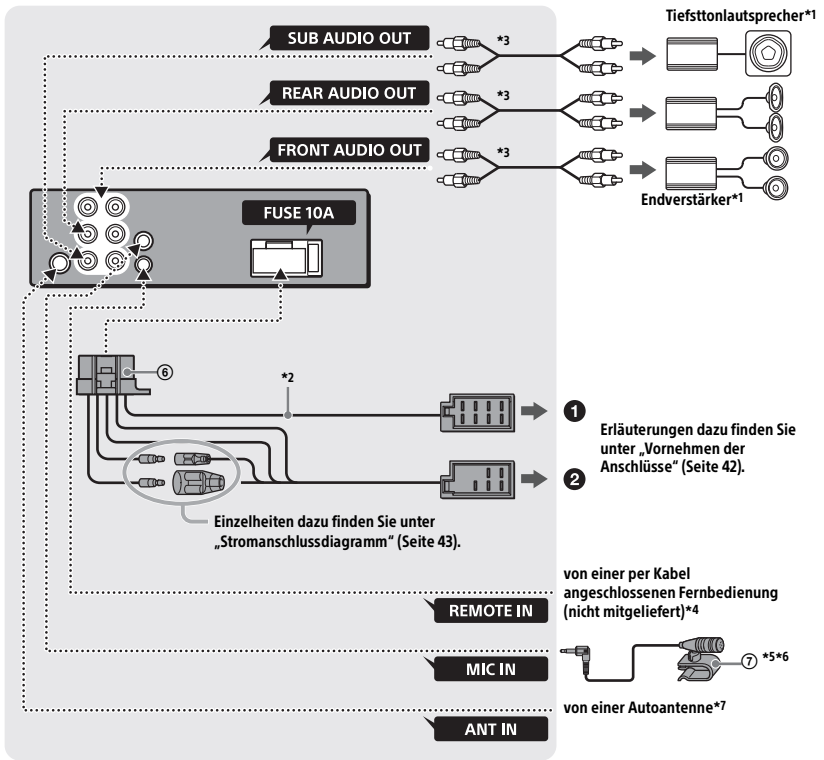 Tiefsttonlautsprecher*1
SUB AUDIO OUT
*3
REAR AUDIO OUT
*3
FRONT AUDIO OUT
*3
Endverstärker*1
FUSE 10A
⑥
*2
❶
Erläuterungen dazu finden Sie
unter „Vornehmen der
Anschlüsse“ (Seite 42).
❷
Einzelheiten dazu finden Sie unter
„Stromanschlussdiagramm“ (Seite 43).
von einer per Kabel
angeschlossenen Fernbedienung
(nicht mitgeliefert)*4
REMOTE IN
⑦ *5*6
MIC IN
von einer Autoantenne*7
ANT IN